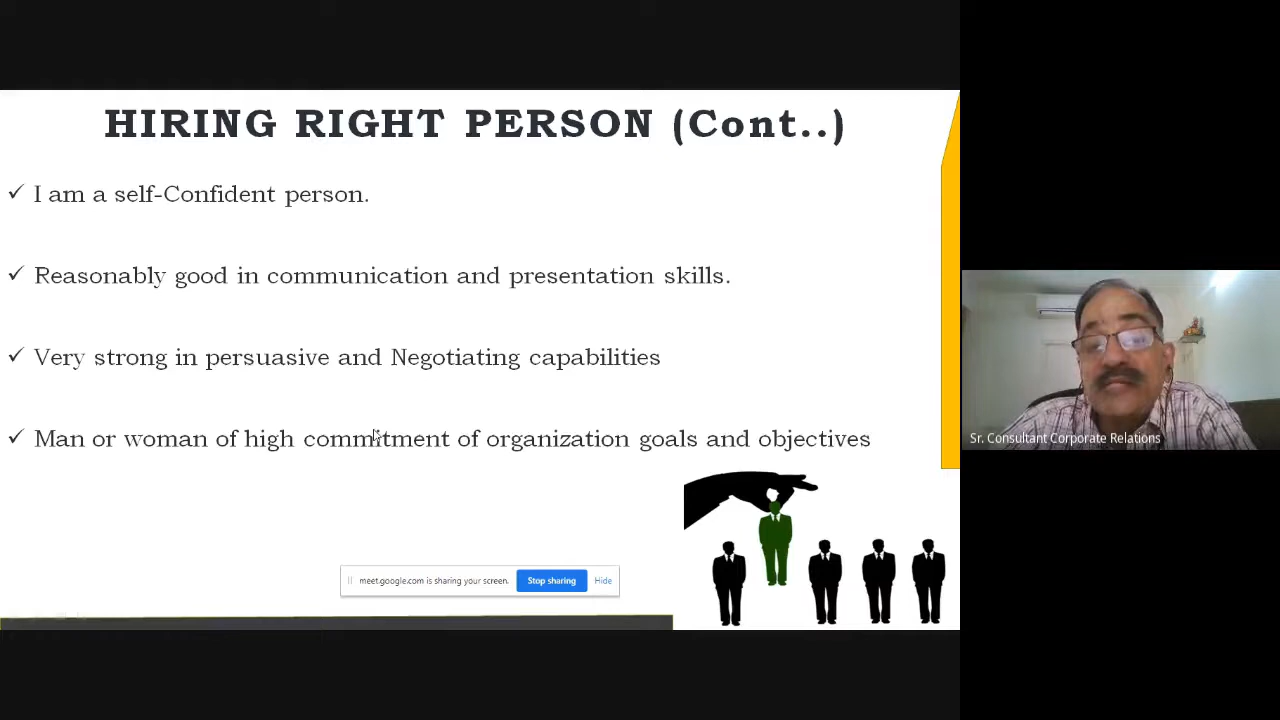 HIRING RIGHT PERSON (Cont..)
✓ I am a self-Confident person.
✓ Reasonably good in communication and presentation skills.
✓ Very strong in persuasive and Negotiating capabilities
✓ Man or woman of high commitment of organization goals and objectives
Sr. Consultant Corporate Relations
meet.google.com is sharing your screen. Stop sharing Hide